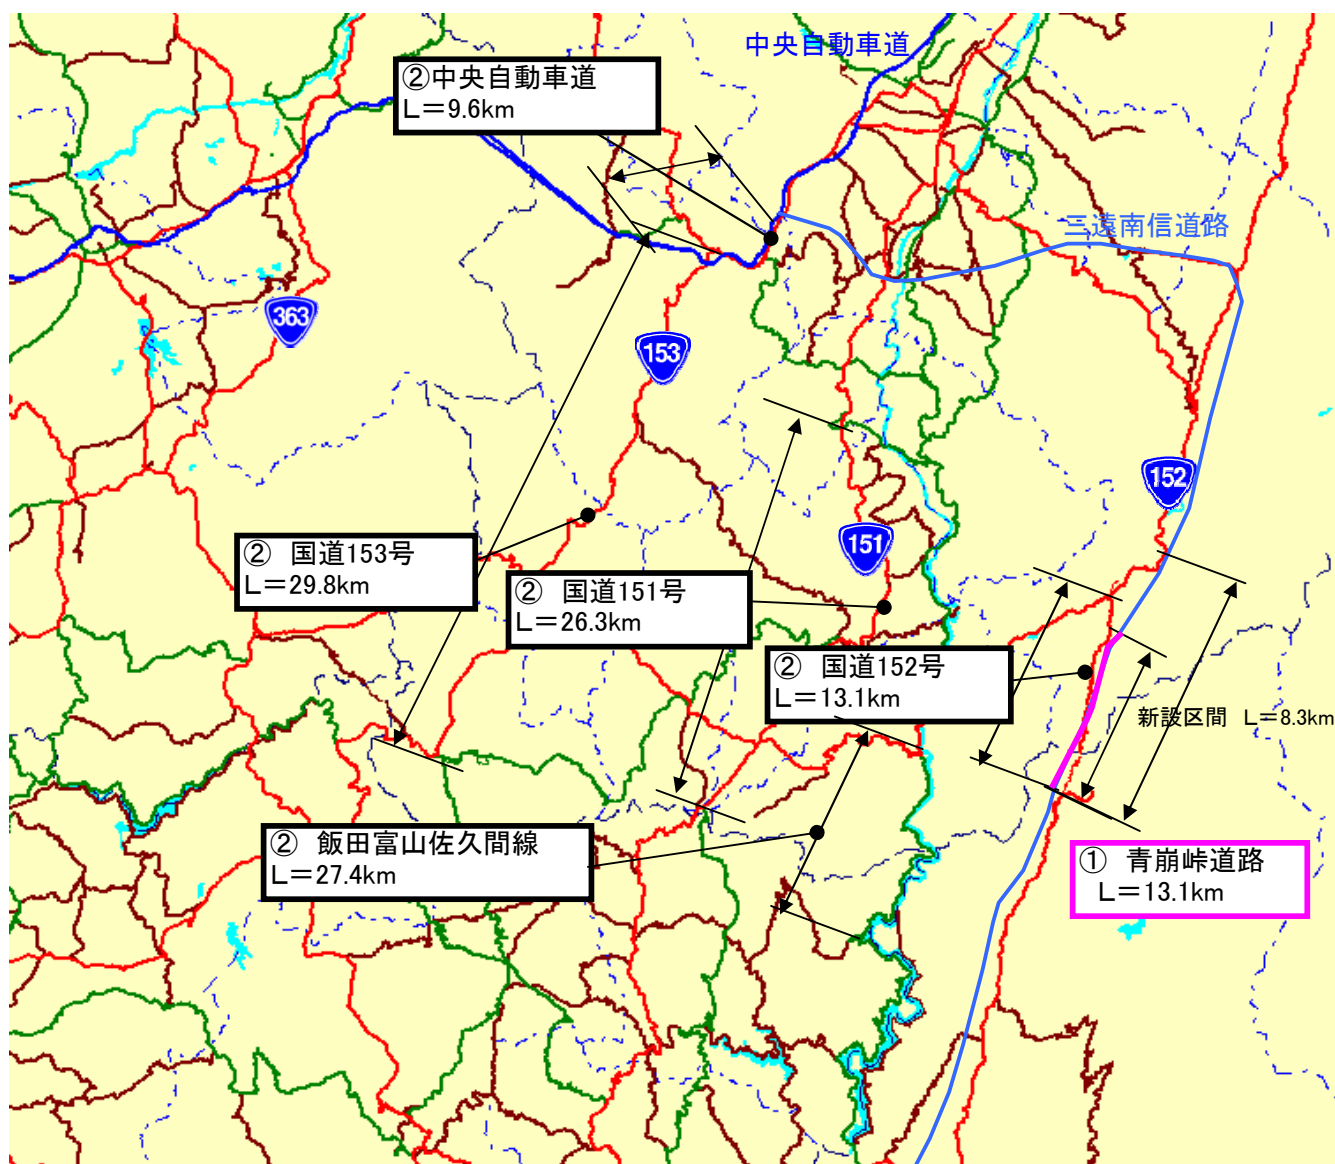 中央自動車道
②中央自動車道
L=9.6km
三遠南信道路
363
153
152
151
② 国道153号
L=29.8km
② 国道151号
L=26.3km
② 国道152号
L=13.1km
新設区間 L=8.3km
② 飯田富山佐久間線
L=27.4km
① 青崩峠道路
L=13.1km